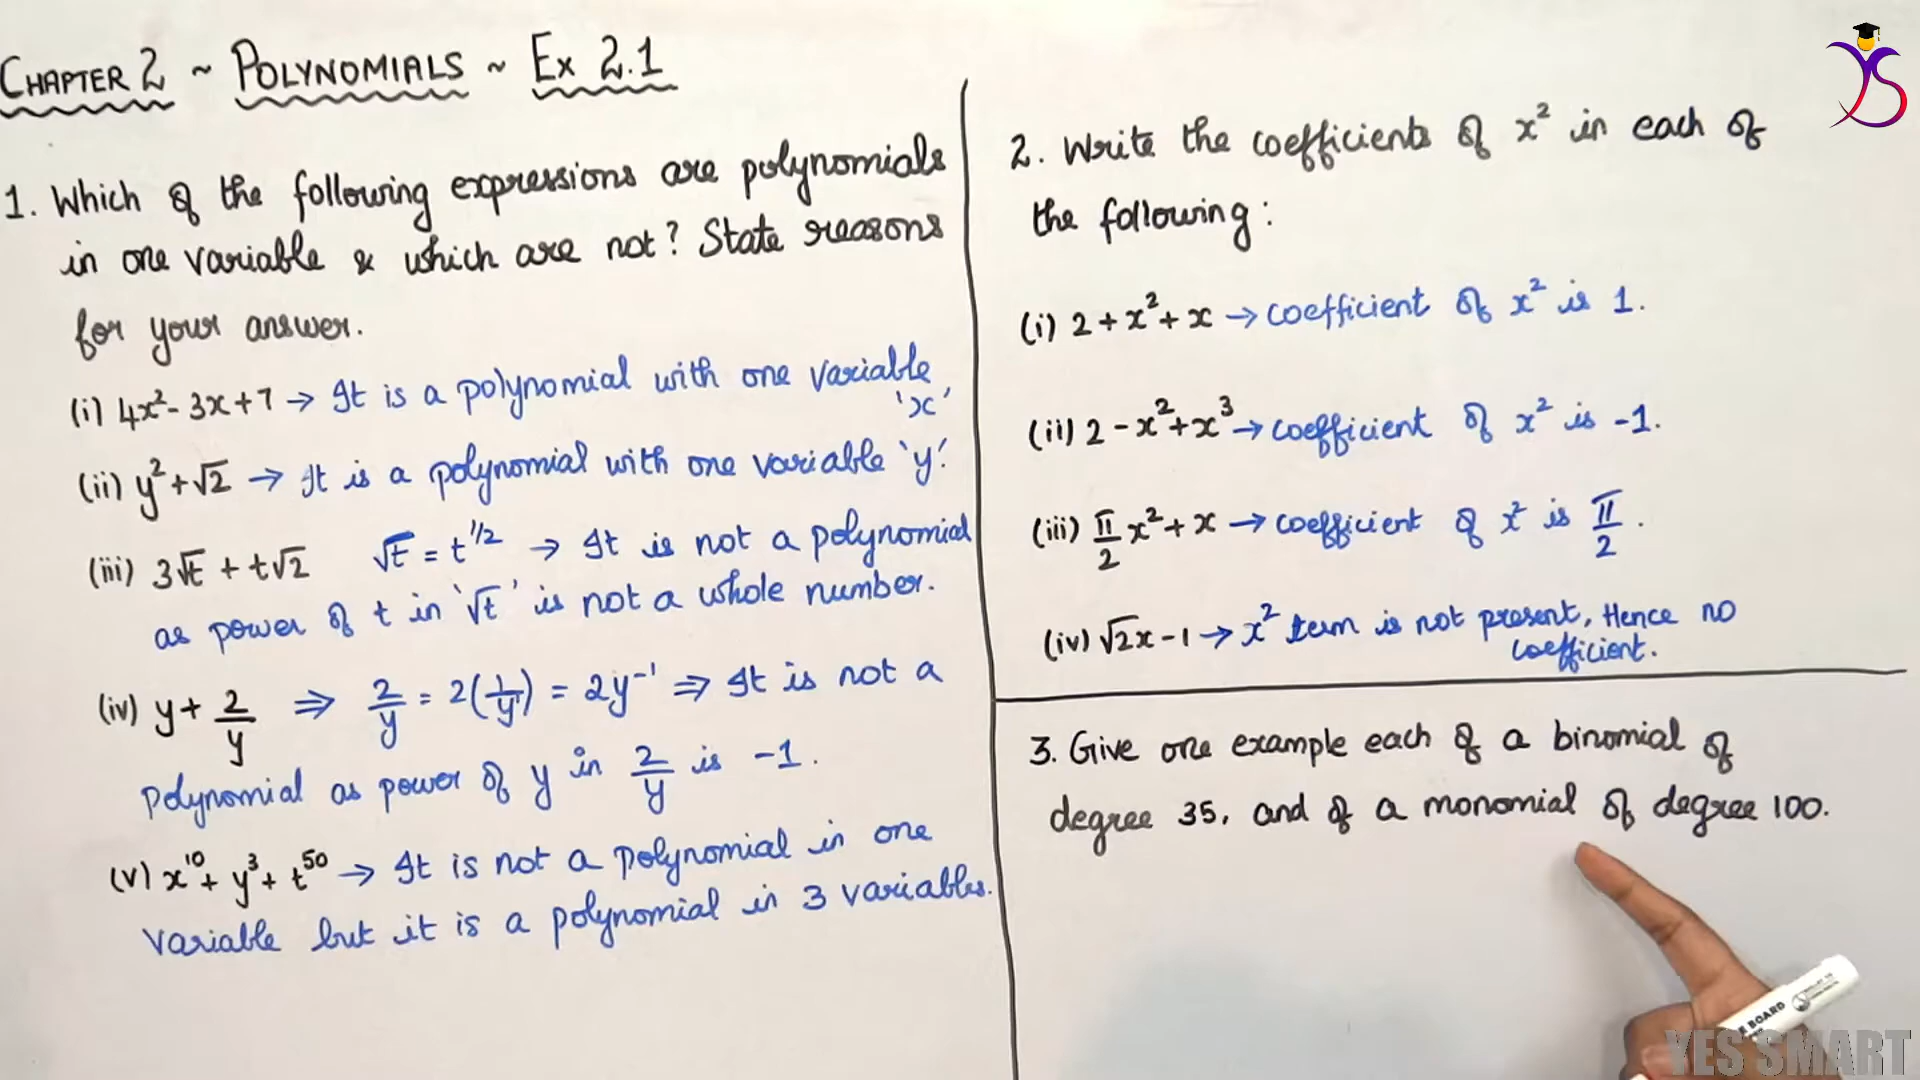 CHAPTER 2 ~ POLYNOMIALS ~ Ex 2.1
1. Which of the following expressions are polynomials
in one variable & which are not? State reasons
for your answer.
(i) 4x² - 3x + 7 → It is a polynomial with one variable
'x'
(ii) y² + √2 → It is a polynomial with one variable 'y'.
(iii) 3√t + t√2 √t = t^1/2 → It is not a polynomial
as power of t in '√t' is not a whole number.
(iv) y + 2/y ⇒ 2/y = 2(1/y) = 2y⁻¹ ⇒ It is not a
polynomial as power of y in 2/y is -1.
(v) x¹⁰ + y³ + t⁵⁰ → It is not a polynomial in one
variable but it is a polynomial in 3 variables.
2. Write the coefficients of x² in each of
the following:
(i) 2 + x² + x → coefficient of x² is 1.
(ii) 2 - x² + x³ → coefficient of x² is -1.
(iii) π/2 x² + x → coefficient of x² is π/2.
(iv) √2x - 1 → x² term is not present, Hence no
coefficient.
3. Give one example each of a binomial of
degree 35, and of a monomial of degree 100.
YS
E BOARD
YES SMART